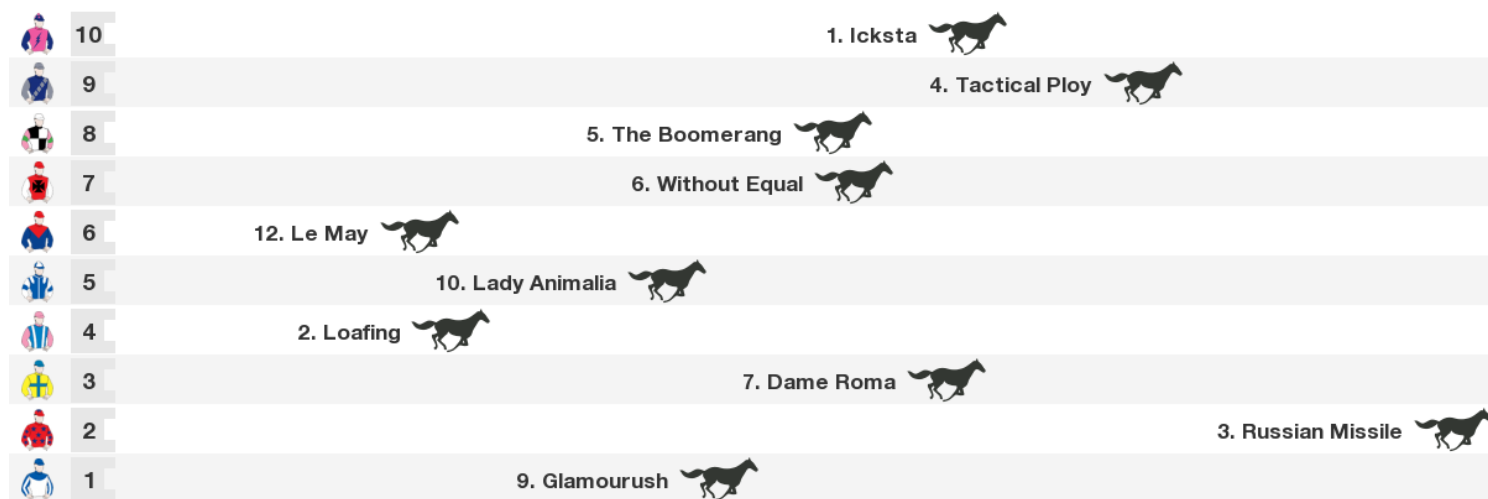 10 1. Icksta
9 4. Tactical Ploy
8 5. The Boomerang
7 6. Without Equal
6 12. Le May
5 10. Lady Animalia
4 2. Loafing
3 7. Dame Roma
2 3. Russian Missile
1 9. Glamourush